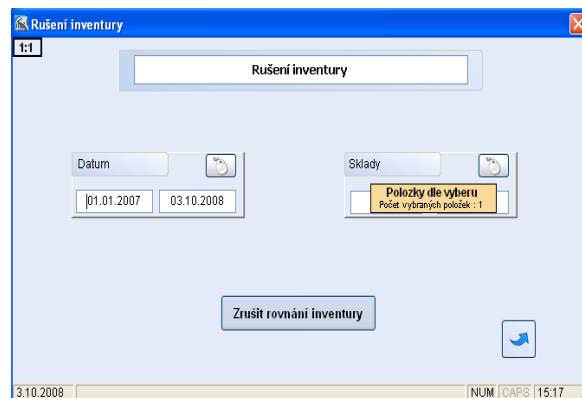 Rušení inventury
1:1
Rušení inventury
Datum
Sklady
01.01.2007 03.10.2008
Polozky dle vyberu
Počet vybraných položek : 1
Zrušit rovnání inventury
3.10.2008 NUM CAPS 15:17